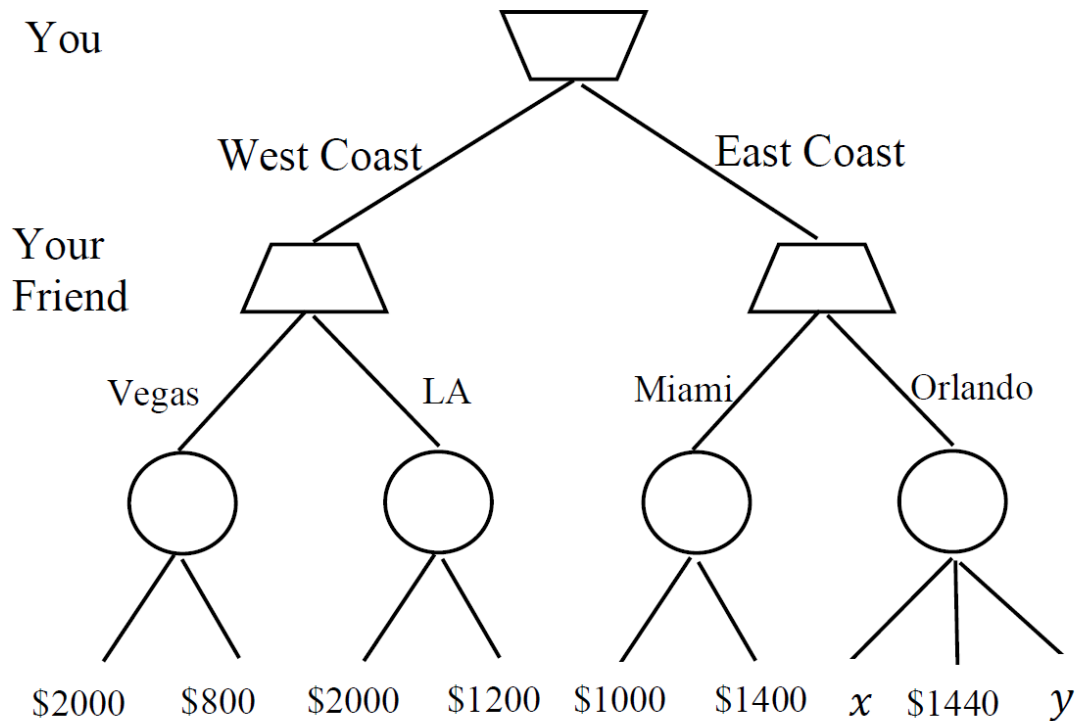 You
West Coast
East Coast
Your
Friend
Vegas
LA
Miami
Orlando
$2000 $800 $2000 $1200 $1000 $1400 x $1440 y